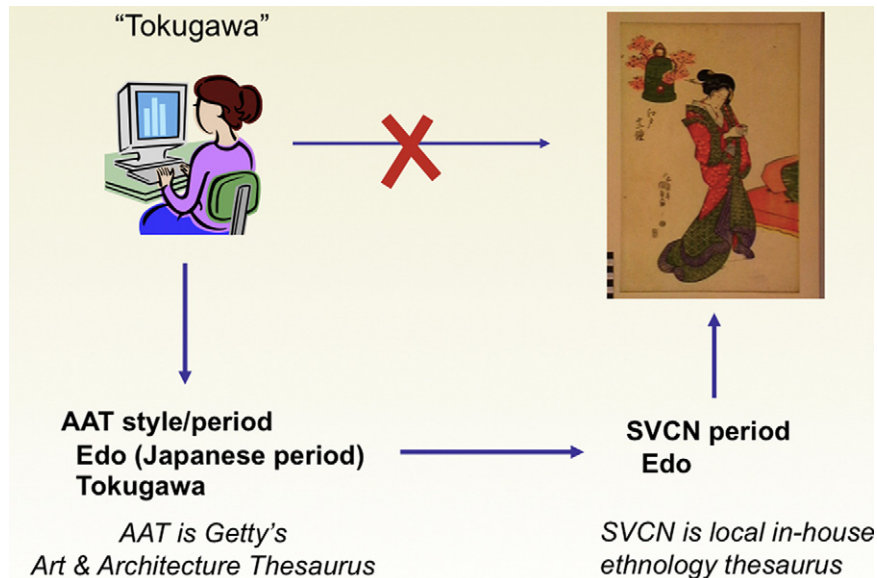 “Tokugawa”
AAT style/period
Edo (Japanese period)
Tokugawa
AAT is Getty’s
Art & Architecture Thesaurus
SVCN period
Edo
SVCN is local in-house
ethnology thesaurus